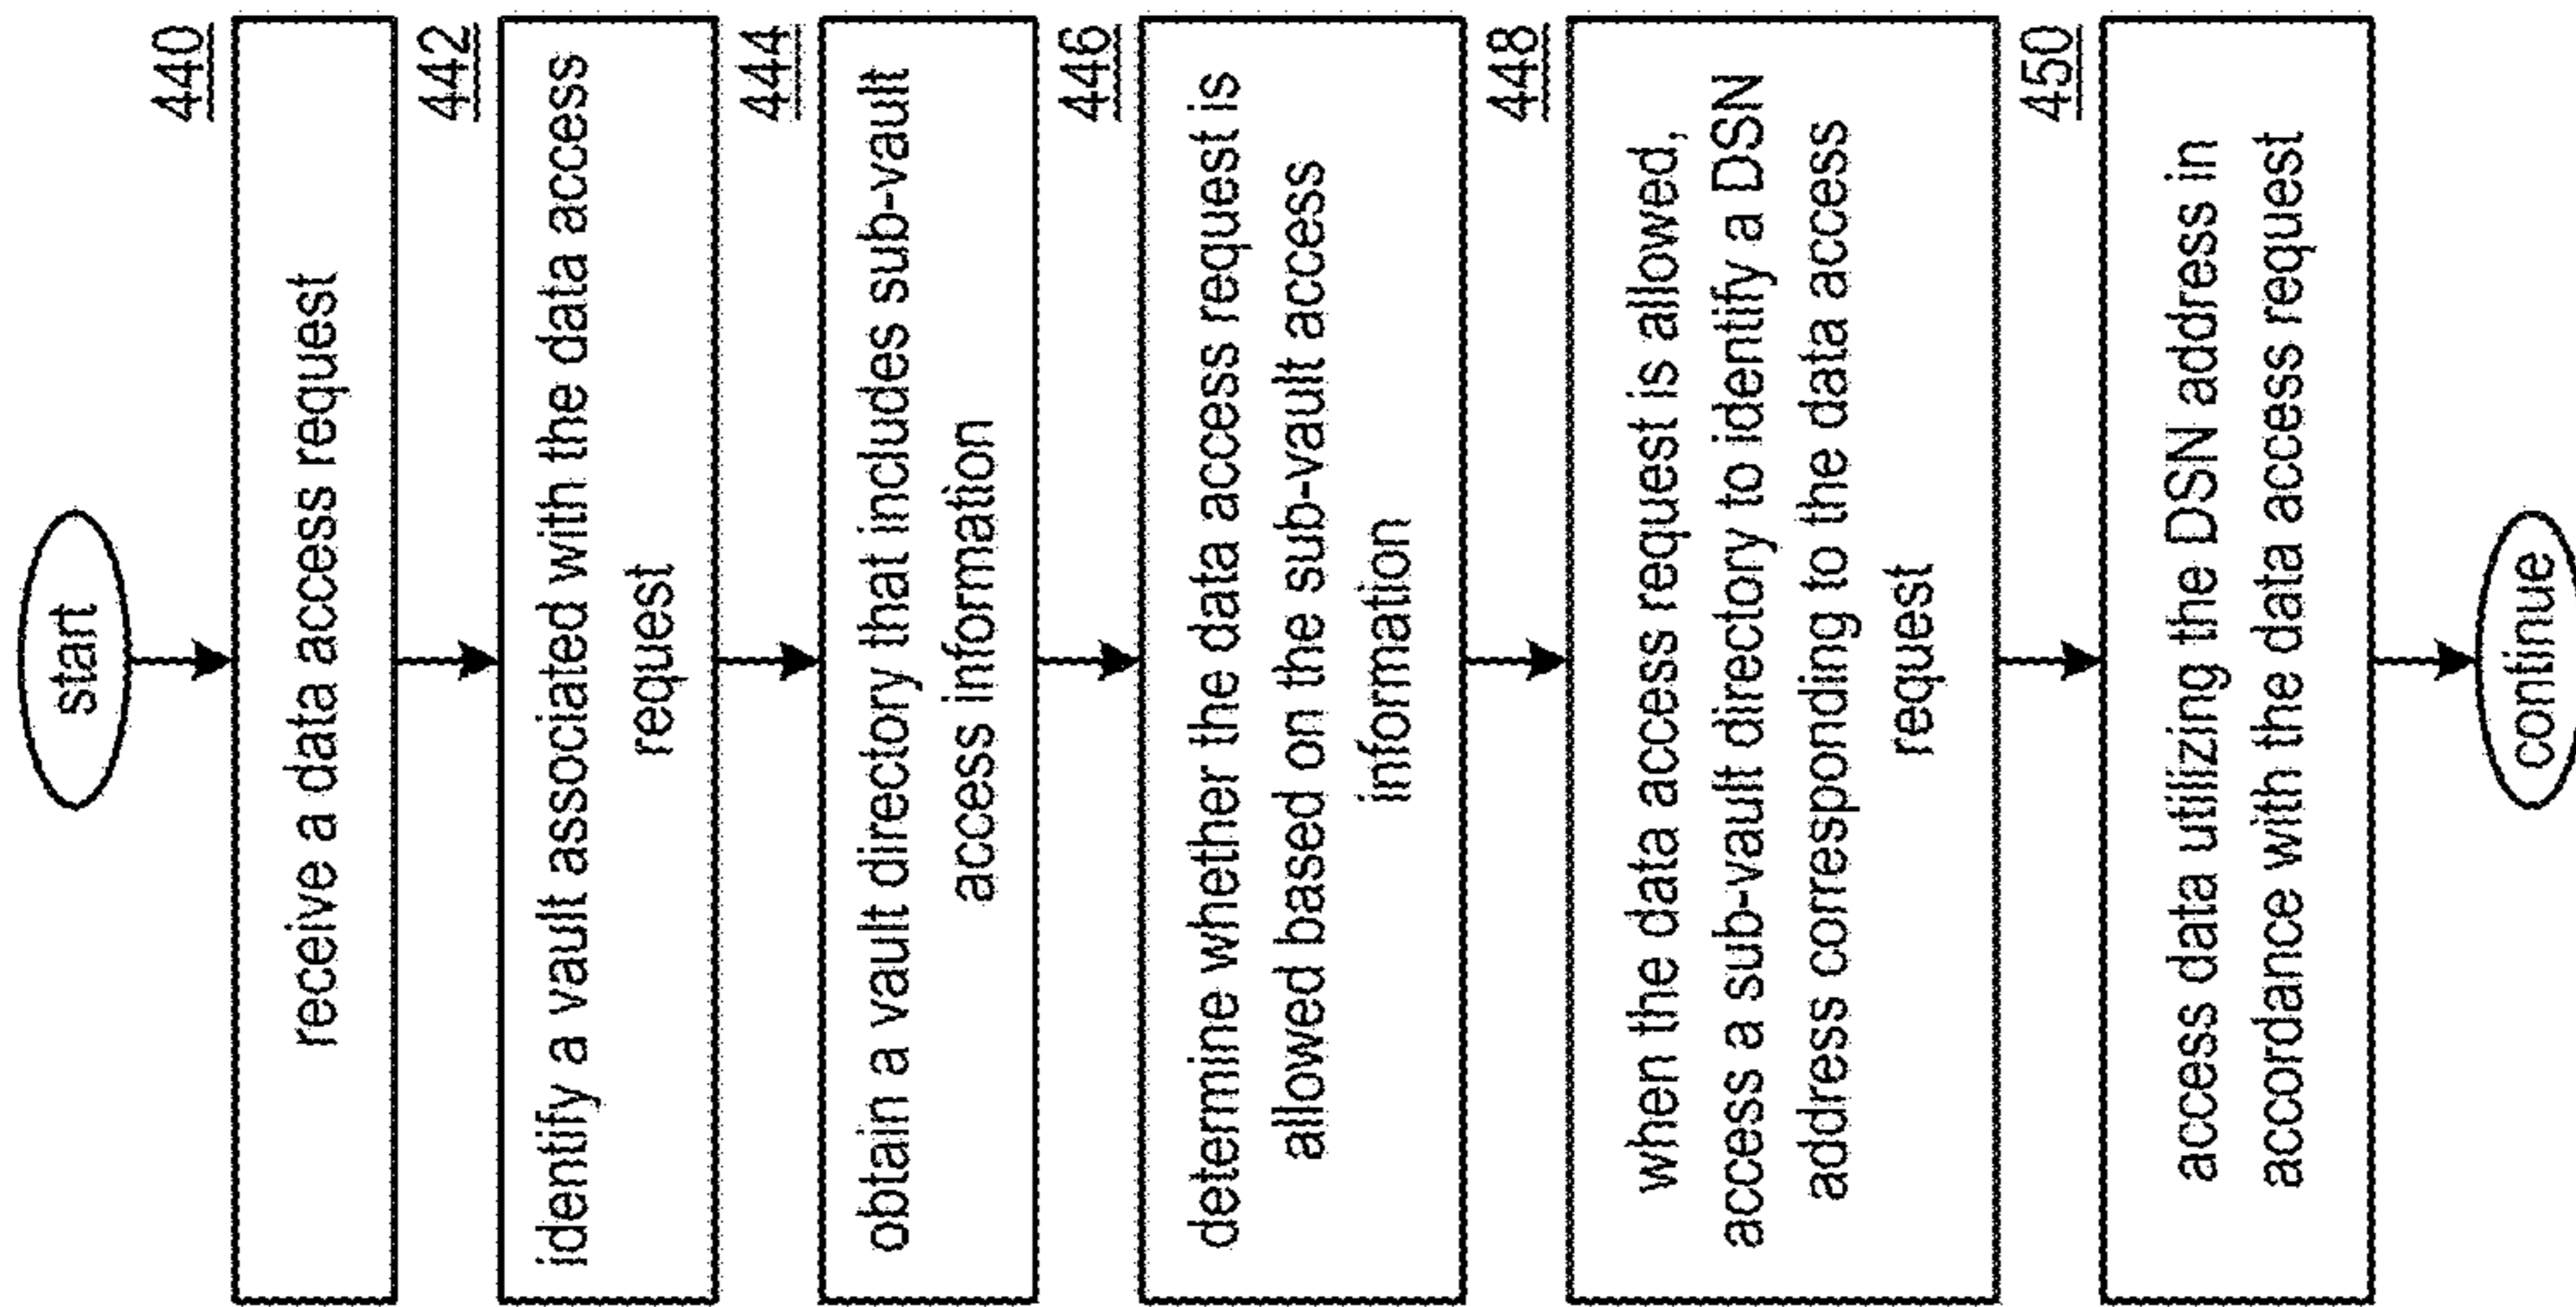 start
440
receive a data access request
442
identify a vault associated with the data access
request
444
obtain a vault directory that includes sub-vault
access information
446
determine whether the data access request is
allowed based on the sub-vault access
information
448
when the data access request is allowed,
access a sub-vault directory to identify a DSN
address corresponding to the data access
request
450
access data utilizing the DSN address in
accordance with the data access request
continue